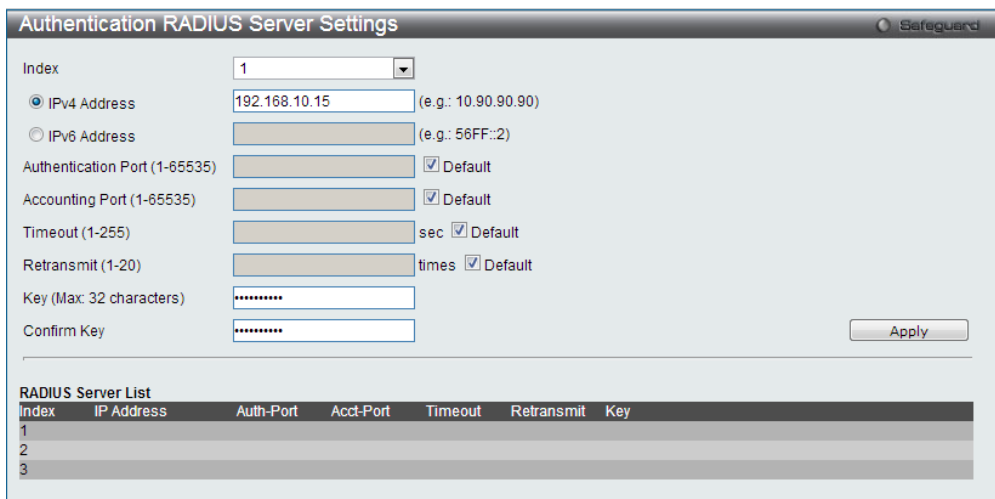 Authentication RADIUS Server Settings
Safeguard
Index 1
IPv4 Address 192.168.10.15 (e.g.: 10.90.90.90)
IPv6 Address (e.g.: 56FF::2)
Authentication Port (1-65535) Default
Accounting Port (1-65535) Default
Timeout (1-255) sec Default
Retransmit (1-20) times Default
Key (Max: 32 characters) ••••••••••
Confirm Key ••••••••••
Apply
RADIUS Server List
Index IP Address Auth-Port Acct-Port Timeout Retransmit Key
1
2
3